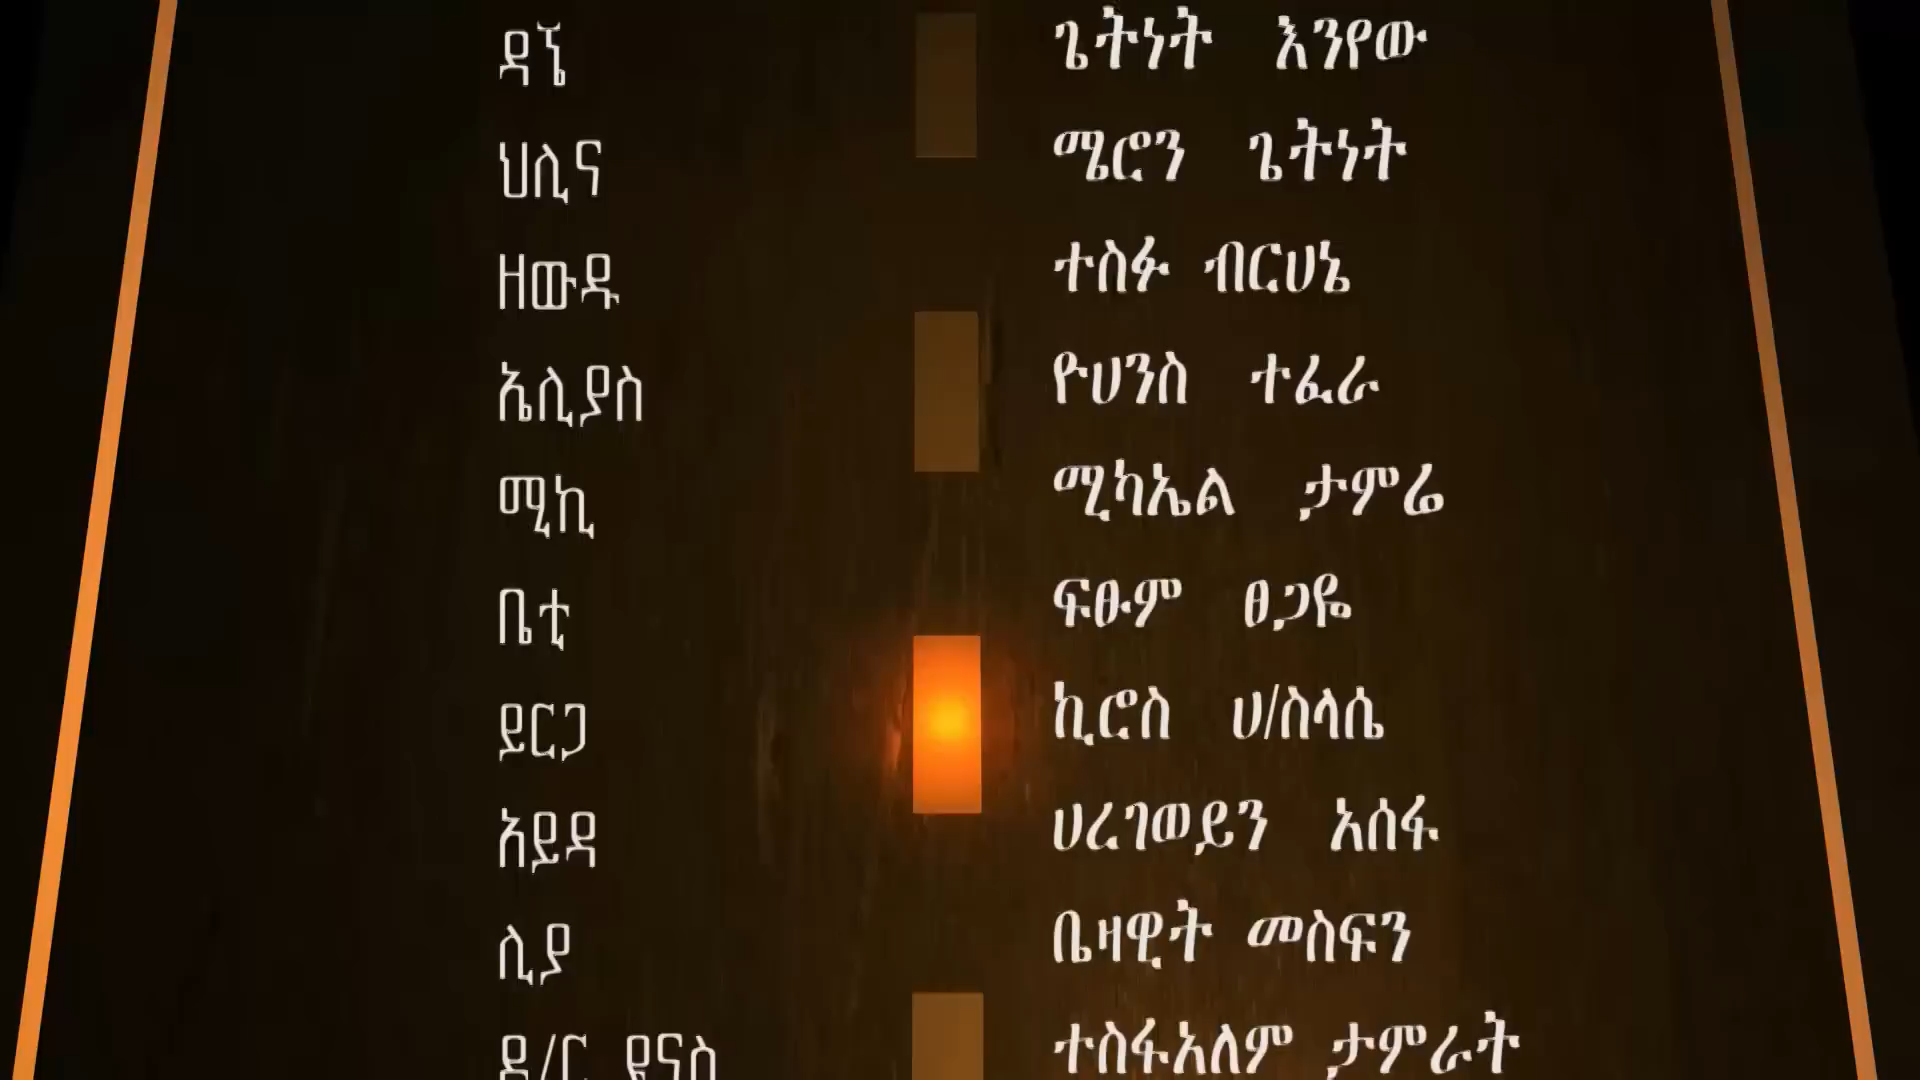 ዳኜ ጌትነት እንየው
ህሊና ሜሮን ጌትነት
ዘውዱ ተስፉ ብርሀኔ
ኤሊያስ ዮሀንስ ተፈራ
ሚኪ ሚካኤል ታምሬ
ቤቲ ፍፁም ፀጋዬ
ይርጋ ኪሮስ ሀ/ስላሴ
አይዳ ሀረገወይን አሰፋ
ሊያ ቤዛዊት መስፍን
ዶ/ር ዮናስ ተስፋአለም ታምራት